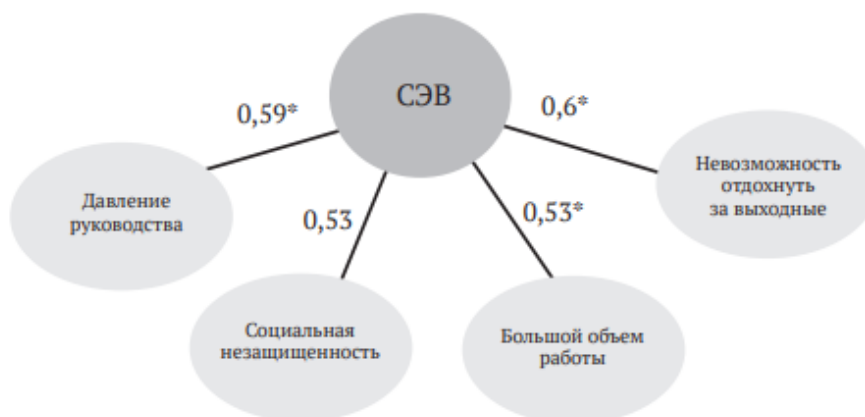 СЭВ
0,59*
0,6*
Давление
руководства
Невозможность
отдохнуть
за выходные
0,53
0,53*
Социальная
незащищенность
Большой объем
работы